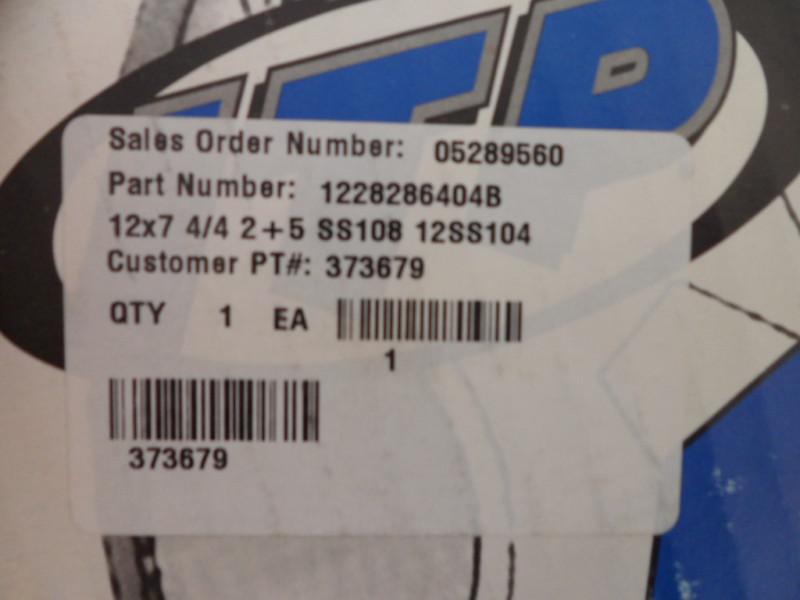 ITP
Sales Order Number: 05289560
Part Number: 1228286404B
12x7 4/4 2+5 SS108 12SS104
Customer PT#: 373679
QTY 1 EA
1
373679